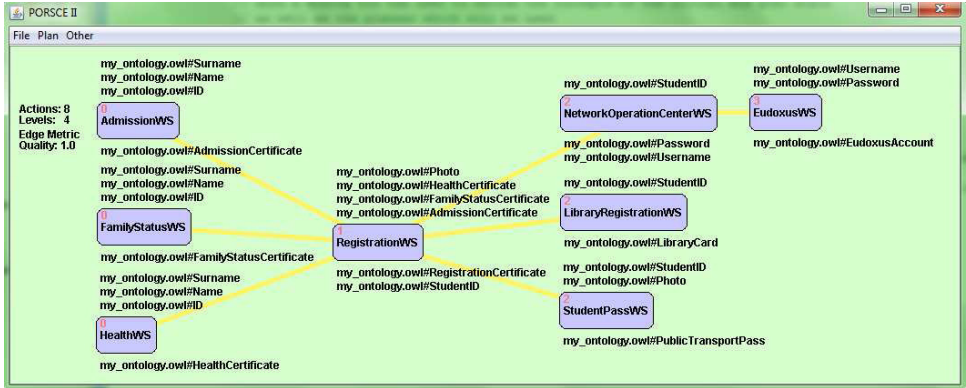 PORSCE II
File Plan Other
Actions: 8
Levels: 4
Edge Metric
Quality: 1.0
my_ontology.owl#Surname
my_ontology.owl#Name
my_ontology.owl#ID
0
AdmissionWS
my_ontology.owl#AdmissionCertificate
my_ontology.owl#Surname
my_ontology.owl#Name
my_ontology.owl#ID
0
FamilyStatusWS
my_ontology.owl#FamilyStatusCertificate
my_ontology.owl#Surname
my_ontology.owl#Name
my_ontology.owl#ID
0
HealthWS
my_ontology.owl#HealthCertificate
my_ontology.owl#Photo
my_ontology.owl#HealthCertificate
my_ontology.owl#FamilyStatusCertificate
my_ontology.owl#AdmissionCertificate
1
RegistrationWS
my_ontology.owl#RegistrationCertificate
my_ontology.owl#StudentID
my_ontology.owl#StudentID
2
NetworkOperationCenterWS
my_ontology.owl#Password
my_ontology.owl#Username
my_ontology.owl#StudentID
2
LibraryRegistrationWS
my_ontology.owl#LibraryCard
my_ontology.owl#StudentID
my_ontology.owl#Photo
2
StudentPassWS
my_ontology.owl#PublicTransportPass
my_ontology.owl#Username
my_ontology.owl#Password
3
EudoxusWS
my_ontology.owl#EudoxusAccount